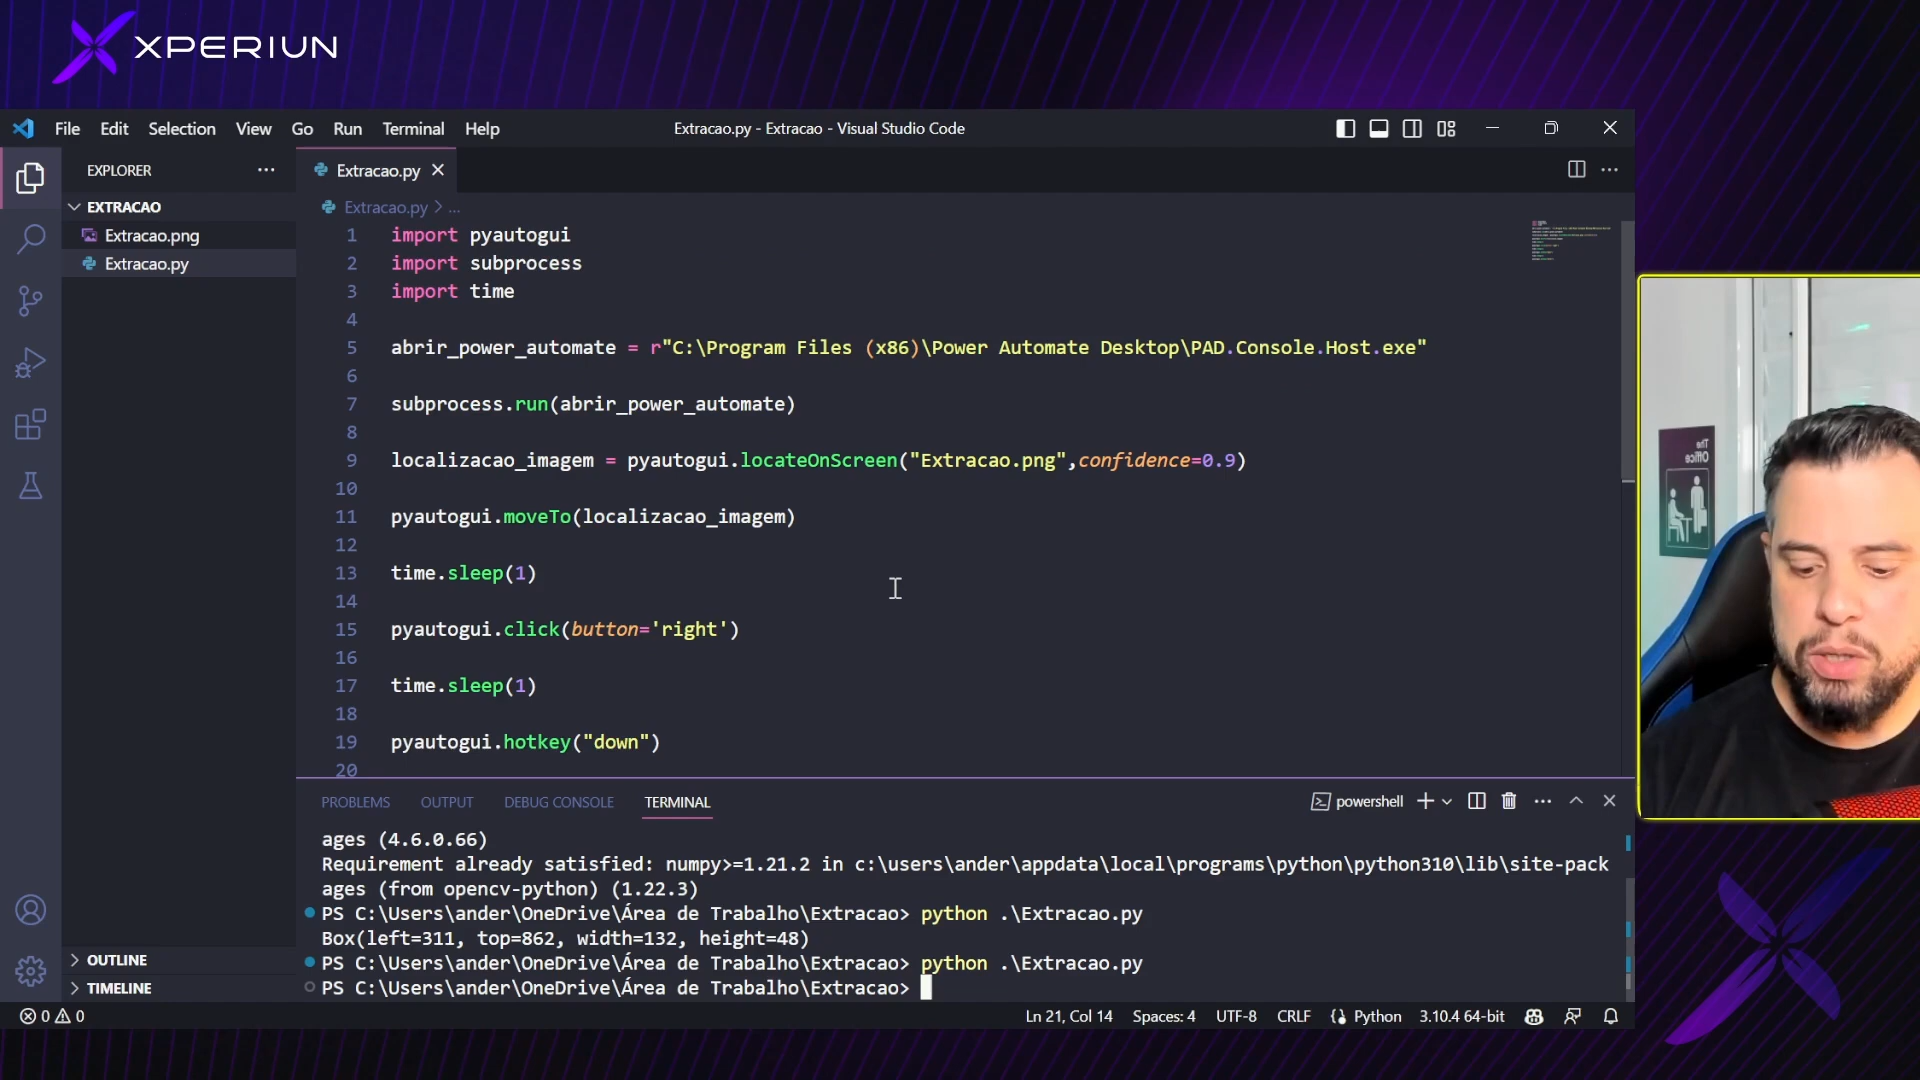 XPERIUN
File Edit Selection View Go Run Terminal Help
Extracao.py - Extracao - Visual Studio Code
EXPLORER
Extracao.py
EXTRACAO
Extracao.png
Extracao.py
Extracao.py > ...
1 import pyautogui
2 import subprocess
3 import time
4
5 abrir_power_automate = r"C:\Program Files (x86)\Power Automate Desktop\PAD.Console.Host.exe"
6
7 subprocess.run(abrir_power_automate)
8
9 localizacao_imagem = pyautogui.locateOnScreen("Extracao.png",confidence=0.9)
10
11 pyautogui.moveTo(localizacao_imagem)
12
13 time.sleep(1)
14
15 pyautogui.click(button='right')
16
17 time.sleep(1)
18
19 pyautogui.hotkey("down")
20
The
Office
PROBLEMS OUTPUT DEBUG CONSOLE TERMINAL
powershell
ages (4.6.0.66)
Requirement already satisfied: numpy>=1.21.2 in c:\users\ander\appdata\local\programs\python\python310\lib\site-pack
ages (from opencv-python) (1.22.3)
PS C:\Users\ander\OneDrive\Área de Trabalho\Extracao> python .\Extracao.py
Box(left=311, top=862, width=132, height=48)
PS C:\Users\ander\OneDrive\Área de Trabalho\Extracao> python .\Extracao.py
PS C:\Users\ander\OneDrive\Área de Trabalho\Extracao>
OUTLINE
TIMELINE
0 0
Ln 21, Col 14 Spaces: 4 UTF-8 CRLF Python 3.10.4 64-bit